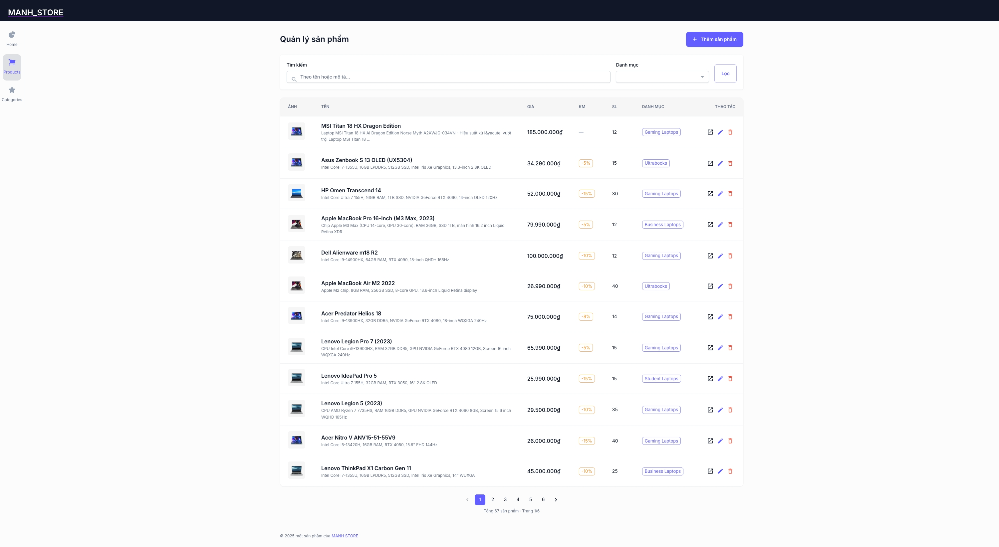 MANH_STORE
Home
Products
Categories
Quản lý sản phẩm
Thêm sản phẩm
Tìm kiếm
Danh mục
Theo tên hoặc mô tả...
Lọc
ẢNH TÊN GIÁ KM SL DANH MỤC THAO TÁC
MSI Titan 18 HX Dragon Edition
Laptop MSI Titan 18 HX AI Dragon Edition Norse Myth A2XWJG-034VN - Hiệu suất xử l&yacute; vượt
trội Laptop MSI Titan 18 ...
185.000.000₫ — 12 Gaming Laptops
Asus Zenbook S 13 OLED (UX5304)
Intel Core i7-1355U, 16GB LPDDR5, 512GB SSD, Intel Iris Xe Graphics, 13.3-inch 2.8K OLED
34.290.000₫ -5% 15 Ultrabooks
HP Omen Transcend 14
Intel Core Ultra 7 155H, 16GB RAM, 1TB SSD, NVIDIA GeForce RTX 4060, 14-inch OLED 120Hz
52.000.000₫ -15% 30 Gaming Laptops
Apple MacBook Pro 16-inch (M3 Max, 2023)
Chip Apple M3 Max (CPU 14-core, GPU 30-core), RAM 36GB, SSD 1TB, màn hình 16.2 inch Liquid
Retina XDR
79.990.000₫ -5% 12 Business Laptops
Dell Alienware m18 R2
Intel Core i9-14900HX, 64GB RAM, RTX 4090, 18-inch QHD+ 165Hz
100.000.000₫ -10% 12 Gaming Laptops
Apple MacBook Air M2 2022
Apple M2 chip, 8GB RAM, 256GB SSD, 8-core GPU, 13.6-inch Liquid Retina display
26.990.000₫ -10% 40 Ultrabooks
Acer Predator Helios 18
Intel Core i9-13900HX, 32GB DDR5, NVIDIA GeForce RTX 4080, 18-inch WQXGA 240Hz
75.000.000₫ -8% 14 Gaming Laptops
Lenovo Legion Pro 7 (2023)
CPU Intel Core i9-13900HX, RAM 32GB DDR5, GPU NVIDIA GeForce RTX 4080 12GB, Screen 16 inch
WQXGA 240Hz
65.990.000₫ -5% 15 Gaming Laptops
Lenovo IdeaPad Pro 5
Intel Core Ultra 7 155H, 32GB RAM, RTX 3050, 16" 2.8K OLED
25.990.000₫ -15% 15 Student Laptops
Lenovo Legion 5 (2023)
CPU AMD Ryzen 7 7735HS, RAM 16GB DDR5, GPU NVIDIA GeForce RTX 4060 8GB, Screen 15.6 inch
WQHD 165Hz
29.500.000₫ -10% 35 Gaming Laptops
Acer Nitro V ANV15-51-55V9
Intel Core i5-13420H, 16GB RAM, RTX 4050, 15.6" FHD 144Hz
26.000.000₫ -15% 40 Gaming Laptops
Lenovo ThinkPad X1 Carbon Gen 11
Intel Core i7-1355U, 16GB LPDDR5, 512GB SSD, Intel Iris Xe Graphics, 14" WUXGA
45.000.000₫ -10% 25 Business Laptops
1 2 3 4 5 6
Tổng 67 sản phẩm · Trang 1/6
© 2025 một sản phẩm của MANH STORE